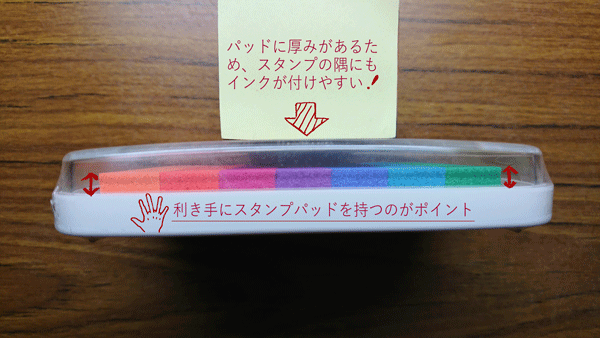 パッドに厚みがあるた
め、スタンプの隅にも
インクが付けやすい!
利き手にスタンプパッドを持つのがポイント